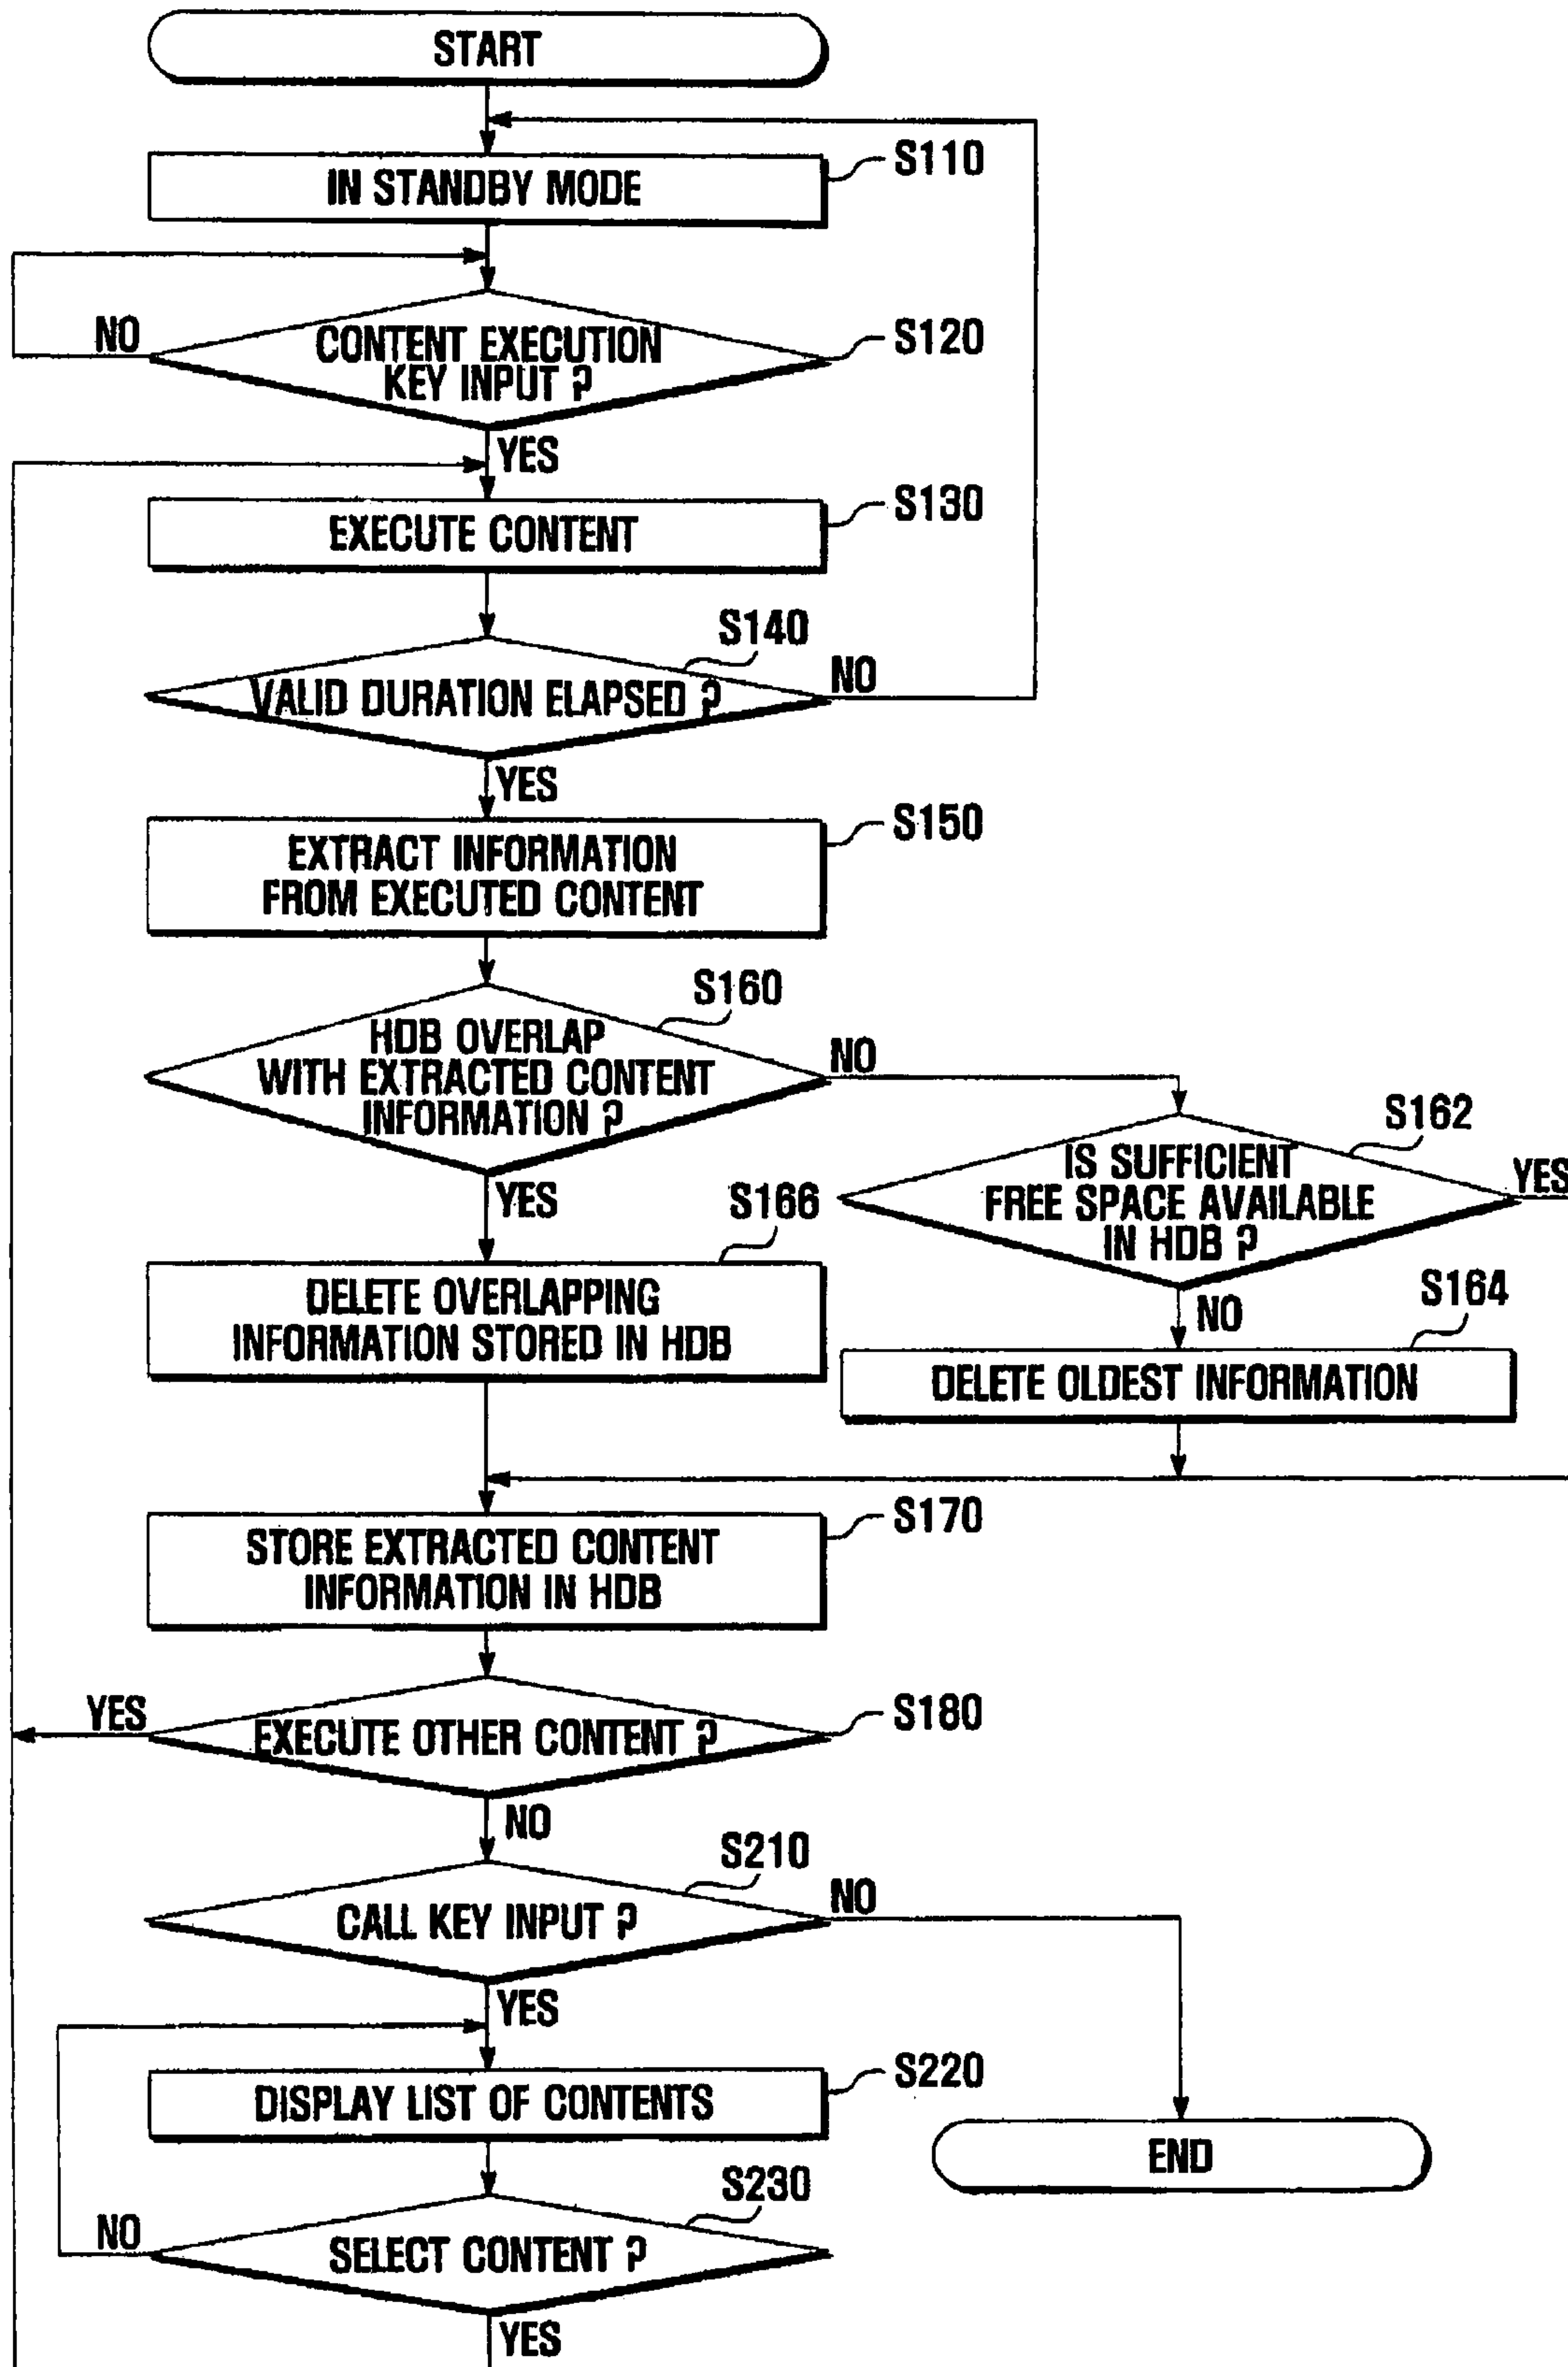 START
IN STANDBY MODE
S110
NO
CONTENT EXECUTION
KEY INPUT ?
S120
YES
EXECUTE CONTENT
S130
S140
VALID DURATION ELAPSED ?
NO
YES
EXTRACT INFORMATION
FROM EXECUTED CONTENT
S150
S160
HDB OVERLAP
WITH EXTRACTED CONTENT
INFORMATION ?
NO
S162
IS SUFFICIENT
FREE SPACE AVAILABLE
IN HDB ?
YES
YES
S166
DELETE OVERLAPPING
INFORMATION STORED IN HDB
NO
S164
DELETE OLDEST INFORMATION
STORE EXTRACTED CONTENT
INFORMATION IN HDB
S170
YES
EXECUTE OTHER CONTENT ?
S180
NO
S210
CALL KEY INPUT ?
NO
YES
DISPLAY LIST OF CONTENTS
S220
END
S230
NO
SELECT CONTENT ?
YES